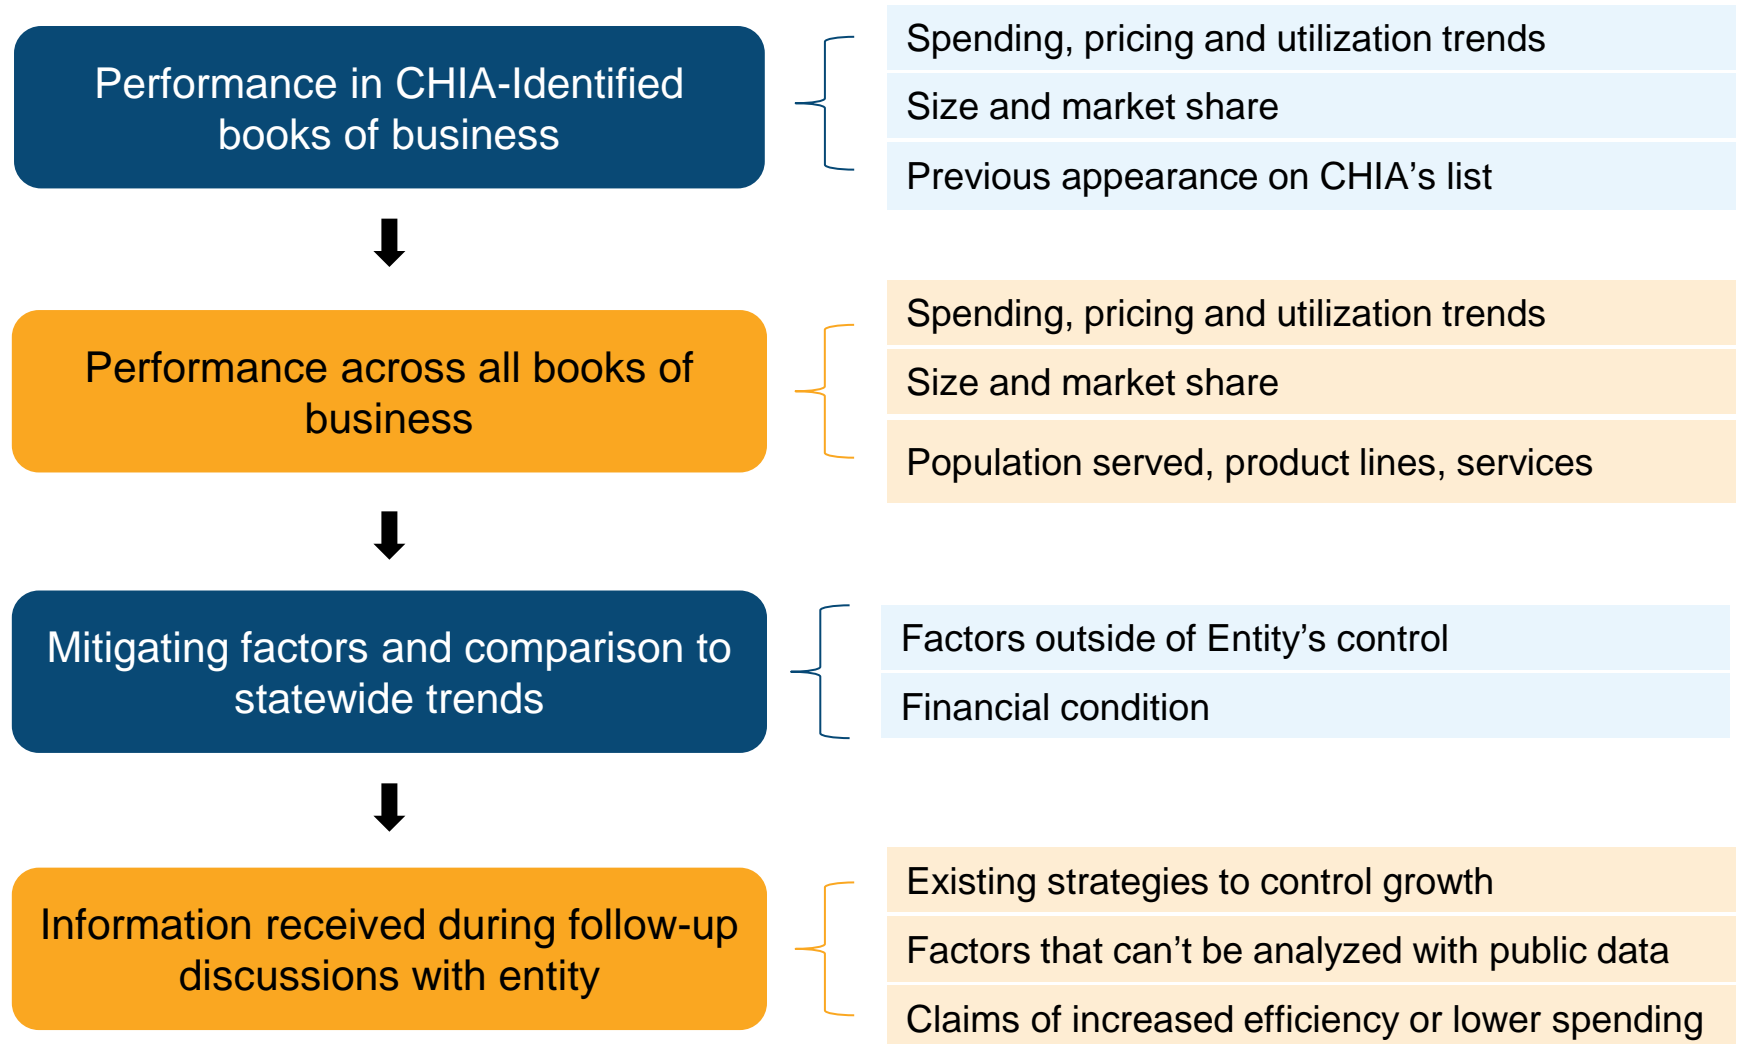 Performance in CHIA-Identified
books of business
Spending, pricing and utilization trends
Size and market share
Previous appearance on CHIA’s list
Performance across all books of
business
Spending, pricing and utilization trends
Size and market share
Population served, product lines, services
Mitigating factors and comparison to
statewide trends
Factors outside of Entity’s control
Financial condition
Information received during follow-up
discussions with entity
Existing strategies to control growth
Factors that can’t be analyzed with public data
Claims of increased efficiency or lower spending